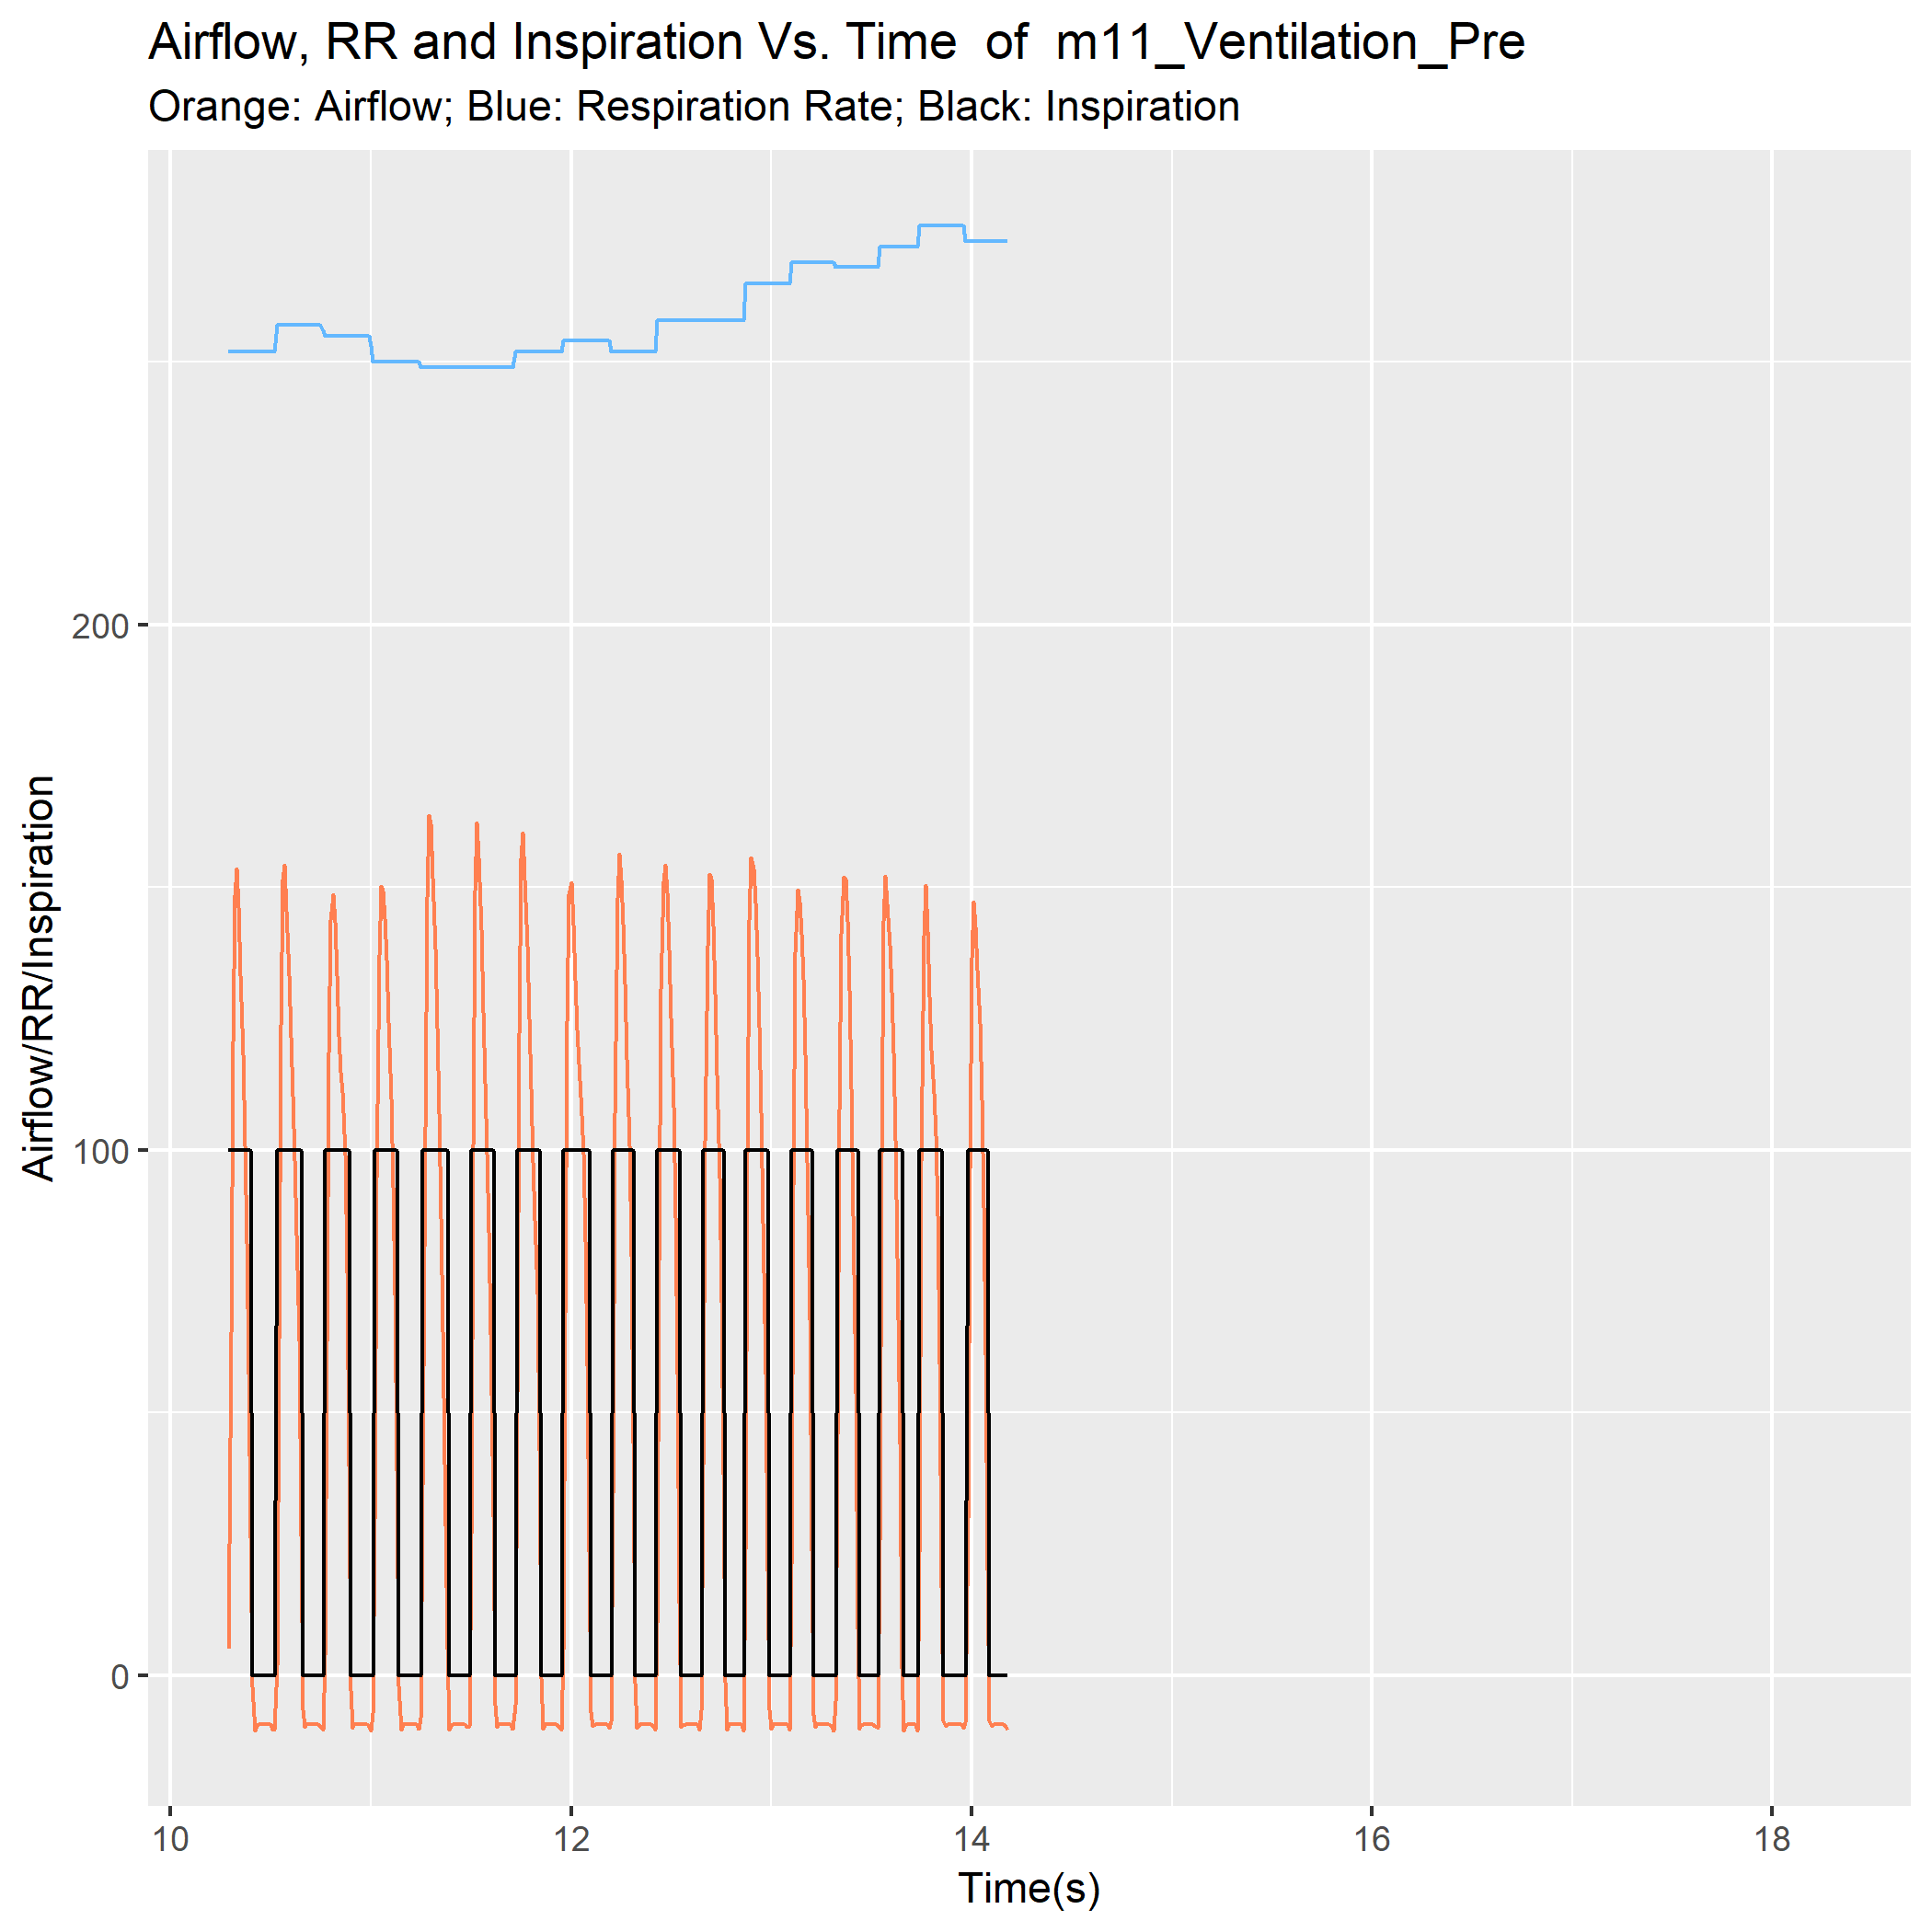 Airflow, RR and Inspiration Vs. Time  of  m11_Ventilation_Pre
Orange: Airflow; Blue: Respiration Rate; Black: Inspiration
Airflow/RR/Inspiration
200
100
0
10 12 14 16 18
Time(s)